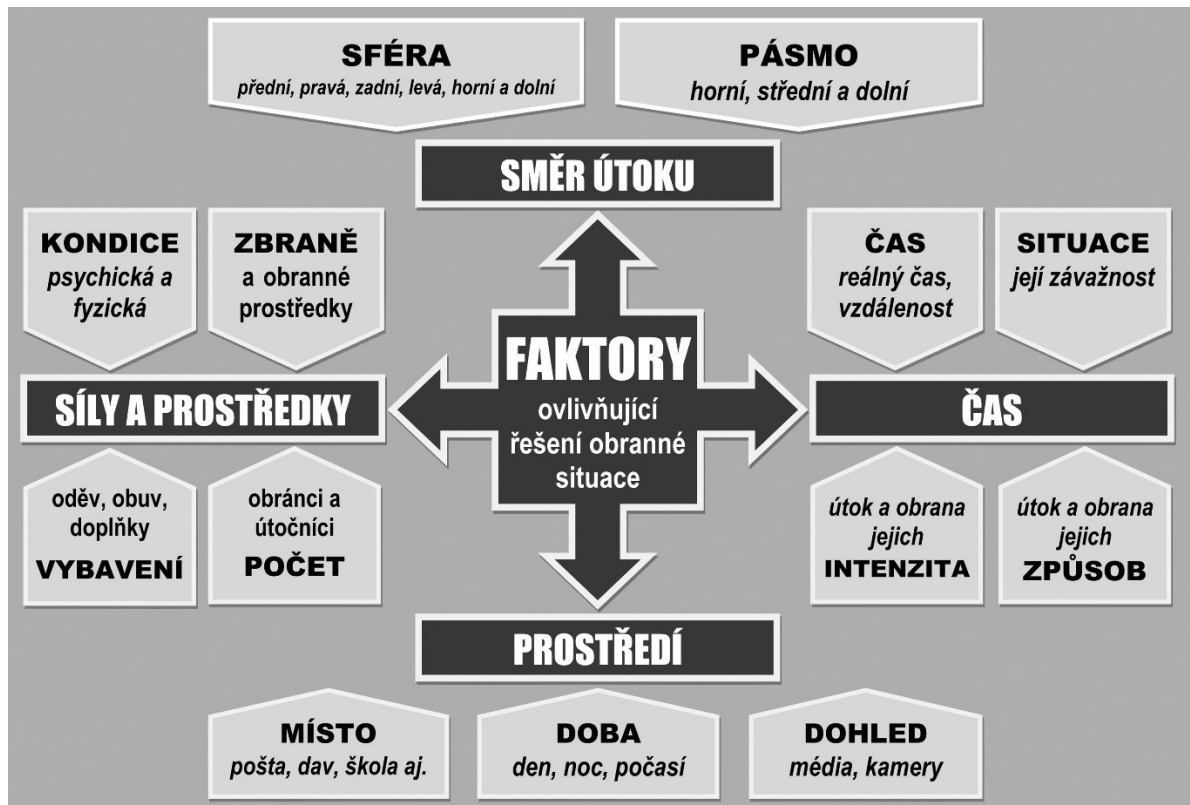 SFÉRA
přední, pravá, zadní, levá, horní a dolní
PÁSMO
horní, střední a dolní
SMĚR ÚTOKU
KONDICE
psychická a
fyzická
ZBRANĚ
a obranné
prostředky
ČAS
reálný čas,
vzdálenost
SITUACE
její závažnost
SÍLY A PROSTŘEDKY
FAKTORY
ovlivňující
řešení obranné
situace
ČAS
oděv, obuv,
doplňky
VYBAVENÍ
obránci a
útočníci
POČET
útok a obrana
jejich
INTENZITA
útok a obrana
jejich
ZPŮSOB
PROSTŘEDÍ
MÍSTO
pošta, dav, škola aj.
DOBA
den, noc, počasí
DOHLED
média, kamery